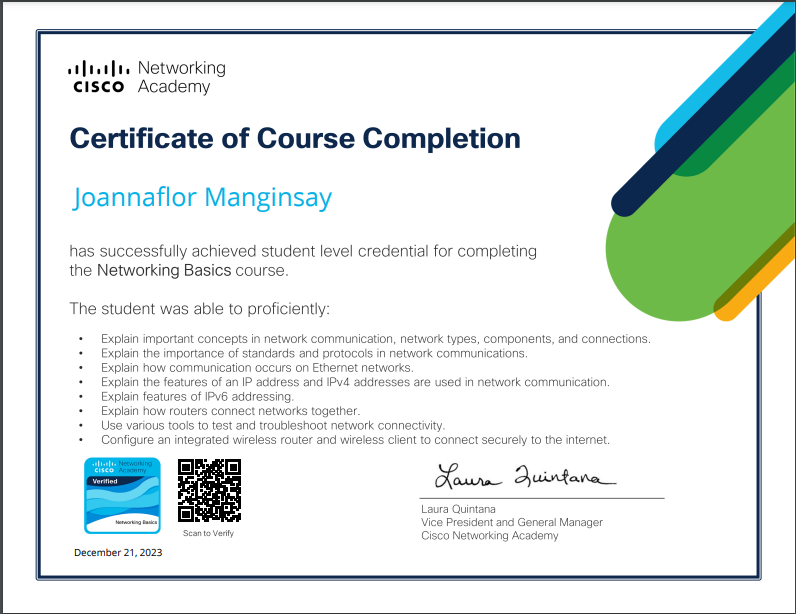 Networking
CISCO Academy
Certificate of Course Completion
Joannaflor Manginsay
has successfully achieved student level credential for completing
the Networking Basics course.
The student was able to proficiently:
• Explain important concepts in network communication, network types, components, and connections.
• Explain the importance of standards and protocols in network communications.
• Explain how communication occurs on Ethernet networks.
• Explain the features of an IP address and IPv4 addresses are used in network communication.
• Explain features of IPv6 addressing.
• Explain how routers connect networks together.
• Use various tools to test and troubleshoot network connectivity.
• Configure an integrated wireless router and wireless client to connect securely to the internet.
Networking
CISCO Academy
Verified
Networking Basics
Scan to Verify
December 21, 2023
Laura Quintana
Laura Quintana
Vice President and General Manager
Cisco Networking Academy